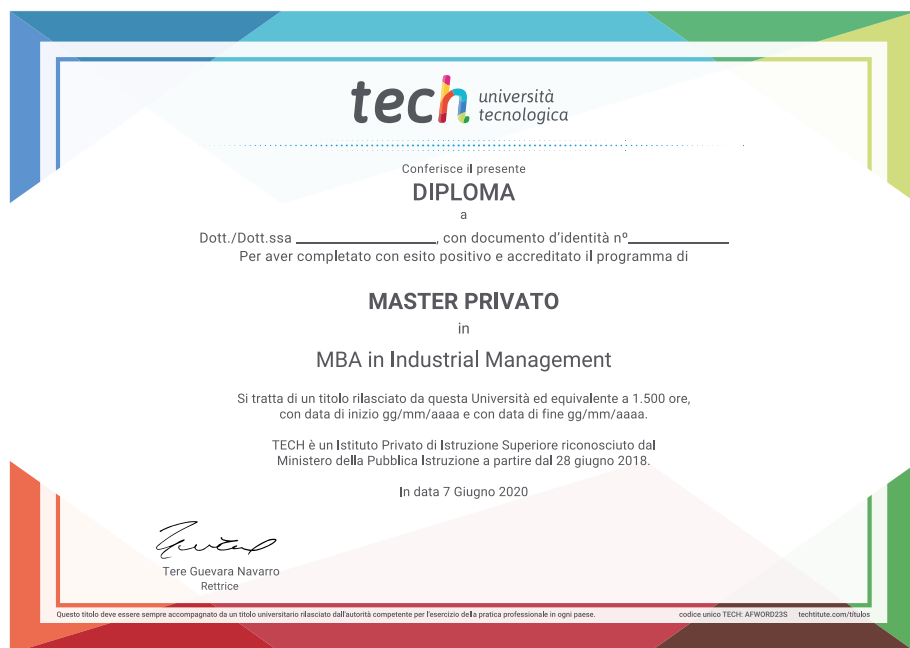 tech università
tecnologica
Conferisce il presente
DIPLOMA
a
Dott./Dott.ssa ____________________, con documento d'identità nº______________
Per aver completato con esito positivo e accreditato il programma di
MASTER PRIVATO
in
MBA in Industrial Management
Si tratta di un titolo rilasciato da questa Università ed equivalente a 1.500 ore,
con data di inizio gg/mm/aaaa e con data di fine gg/mm/aaaa.
TECH è un Istituto Privato di Istruzione Superiore riconosciuto dal
Ministero della Pubblica Istruzione a partire dal 28 giugno 2018.
In data 7 Giugno 2020
Tere Guevara Navarro
Rettrice
Questo titolo deve essere sempre accompagnato da un titolo universitario rilasciato dall'autorità competente per l'esercizio della pratica professionale in ogni paese. codice unico TECH: AFWORD23S techtitute.com/titulos